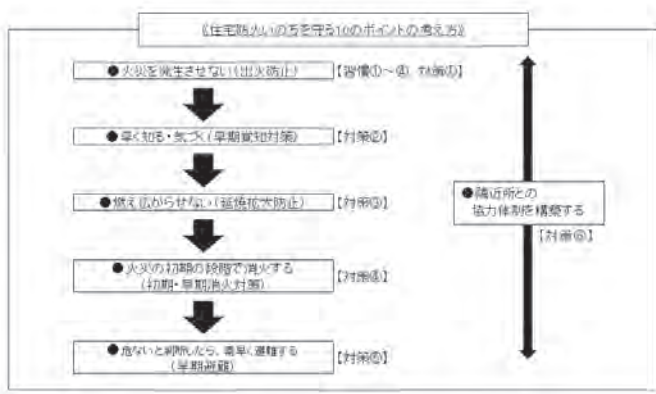 《住宅防火いのちを守る10のポイントの考え方》
●火災を発生させない(出火防止)【習慣①～④、対策①】
●早く知る・気づく(早期覚知対策)【対策②】
●燃え広がらせない(延焼拡大防止)【対策③】
●火災の初期の段階で消火する
(初期・早期消火対策)
【対策④】
●危ないと判断したら、素早く避難する
(早期避難)
【対策⑤】
●隣近所との
協力体制を構築する
【対策⑥】